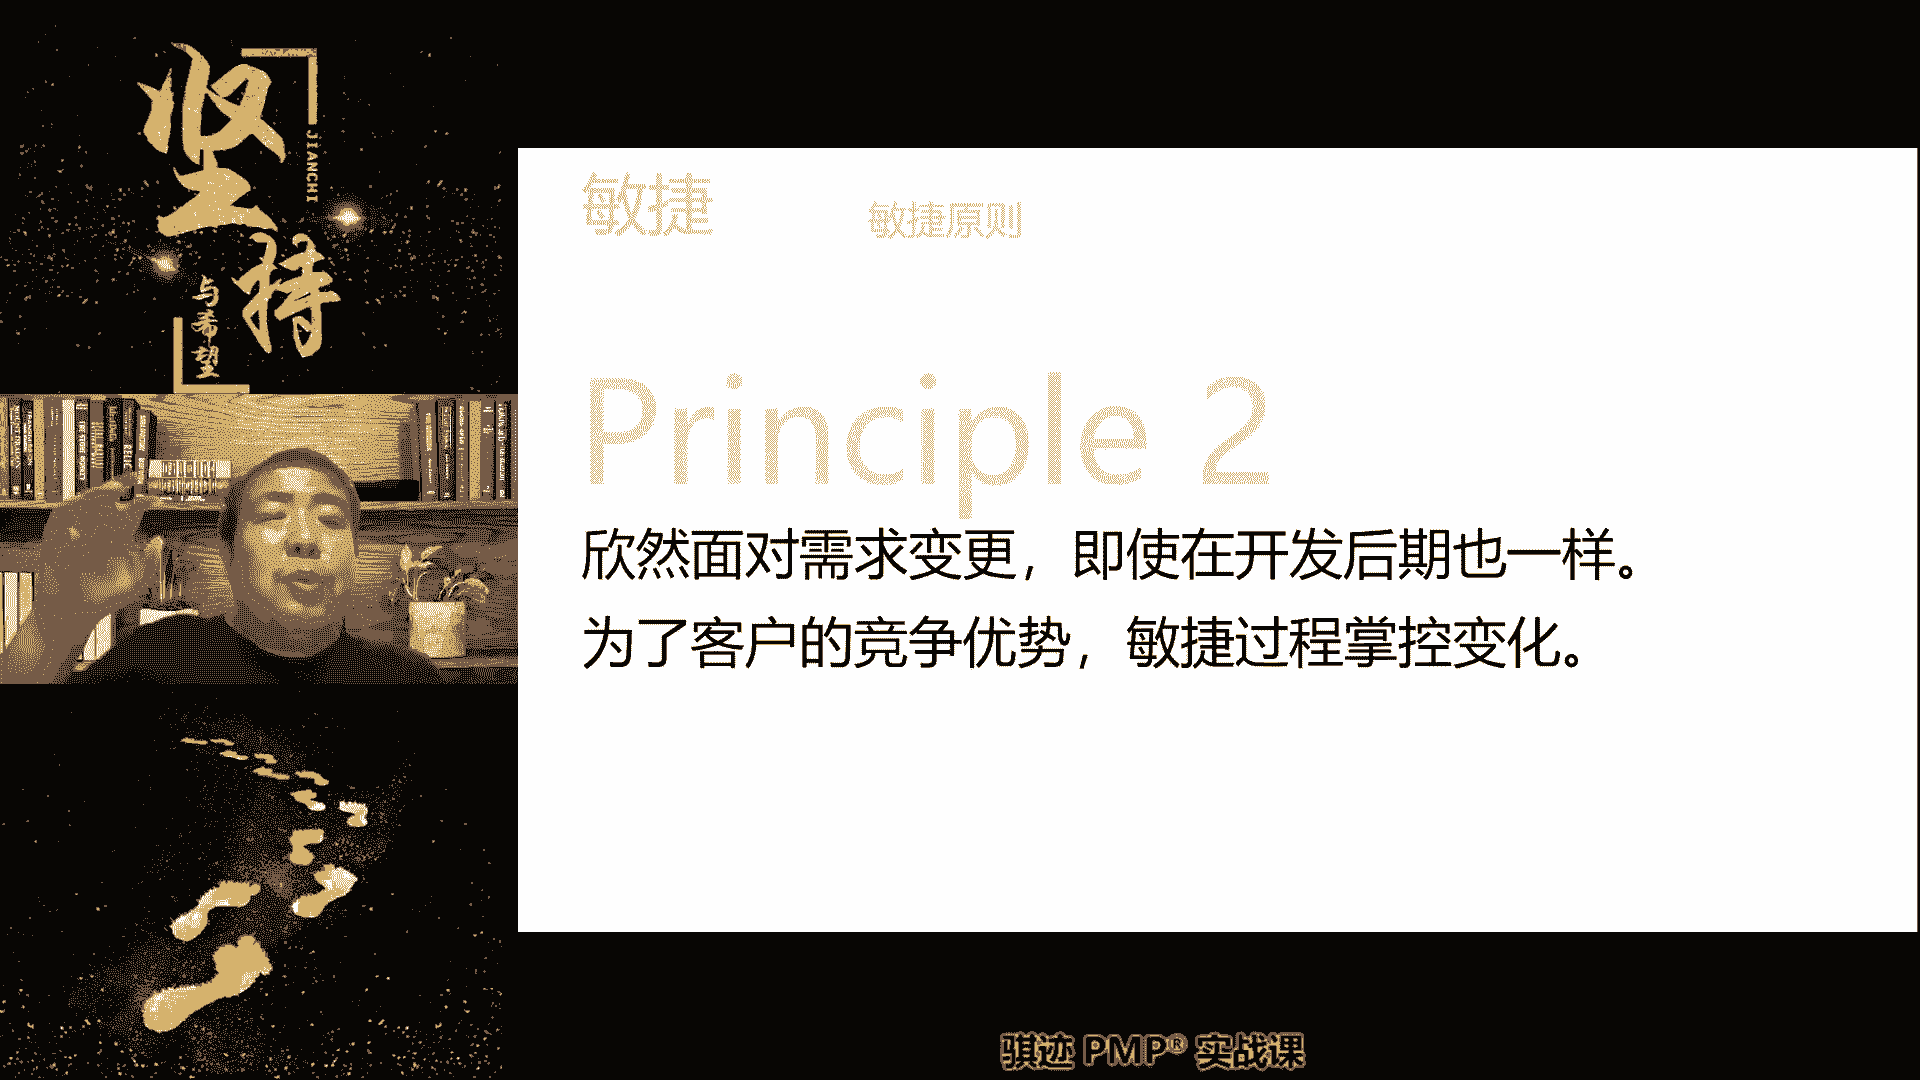 坚持
JIANCHI
与希望
敏捷
敏捷原则
Principle 2
欣然面对需求变更，即使在开发后期也一样。
为了客户的竞争优势，敏捷过程掌控变化。
骐迹 PMP® 实战课